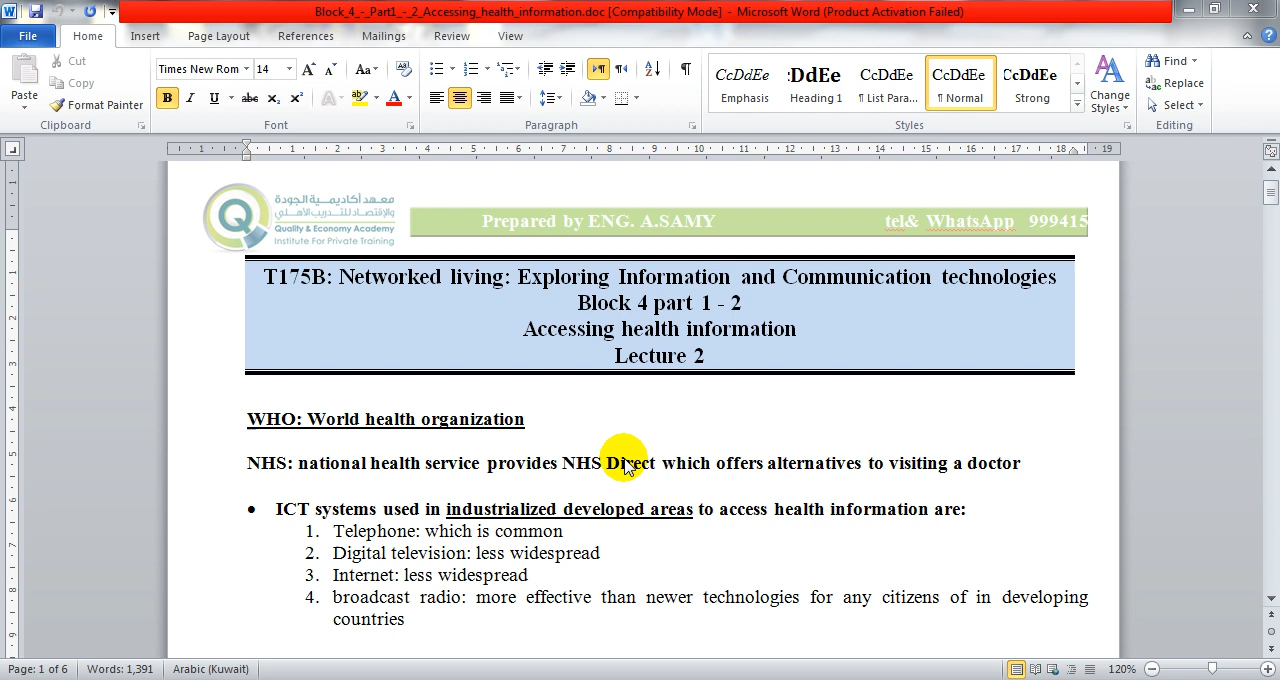 Block_4_-_Part1_-_2_Accessing_health_information.doc [Compatibility Mode] - Microsoft Word (Product Activation Failed)
File Home Insert Page Layout References Mailings Review View
Paste
Cut
Copy
Format Painter
Clipboard
Times New Rom 14
Font
Paragraph
CcDdEe :DdEe CcDdEe CcDdEe CcDdEe
Emphasis Heading 1 ¶ List Para... ¶ Normal Strong
Change Styles
Styles
Find
Replace
Select
Editing
معهد أكاديمية الجودة
والإقتصاد للتدريب الأهلي
Quality & Economy Academy
Institute For Private Training
Prepared by ENG. A.SAMY tel& WhatsApp 999415
T175B: Networked living: Exploring Information and Communication technologies
Block 4 part 1 - 2
Accessing health information
Lecture 2
WHO: World health organization
NHS: national health service provides NHS Direct which offers alternatives to visiting a doctor
• ICT systems used in industrialized developed areas to access health information are:
1. Telephone: which is common
2. Digital television: less widespread
3. Internet: less widespread
4. broadcast radio: more effective than newer technologies for any citizens of in developing
countries
Page: 1 of 6 Words: 1,391 Arabic (Kuwait) 120%